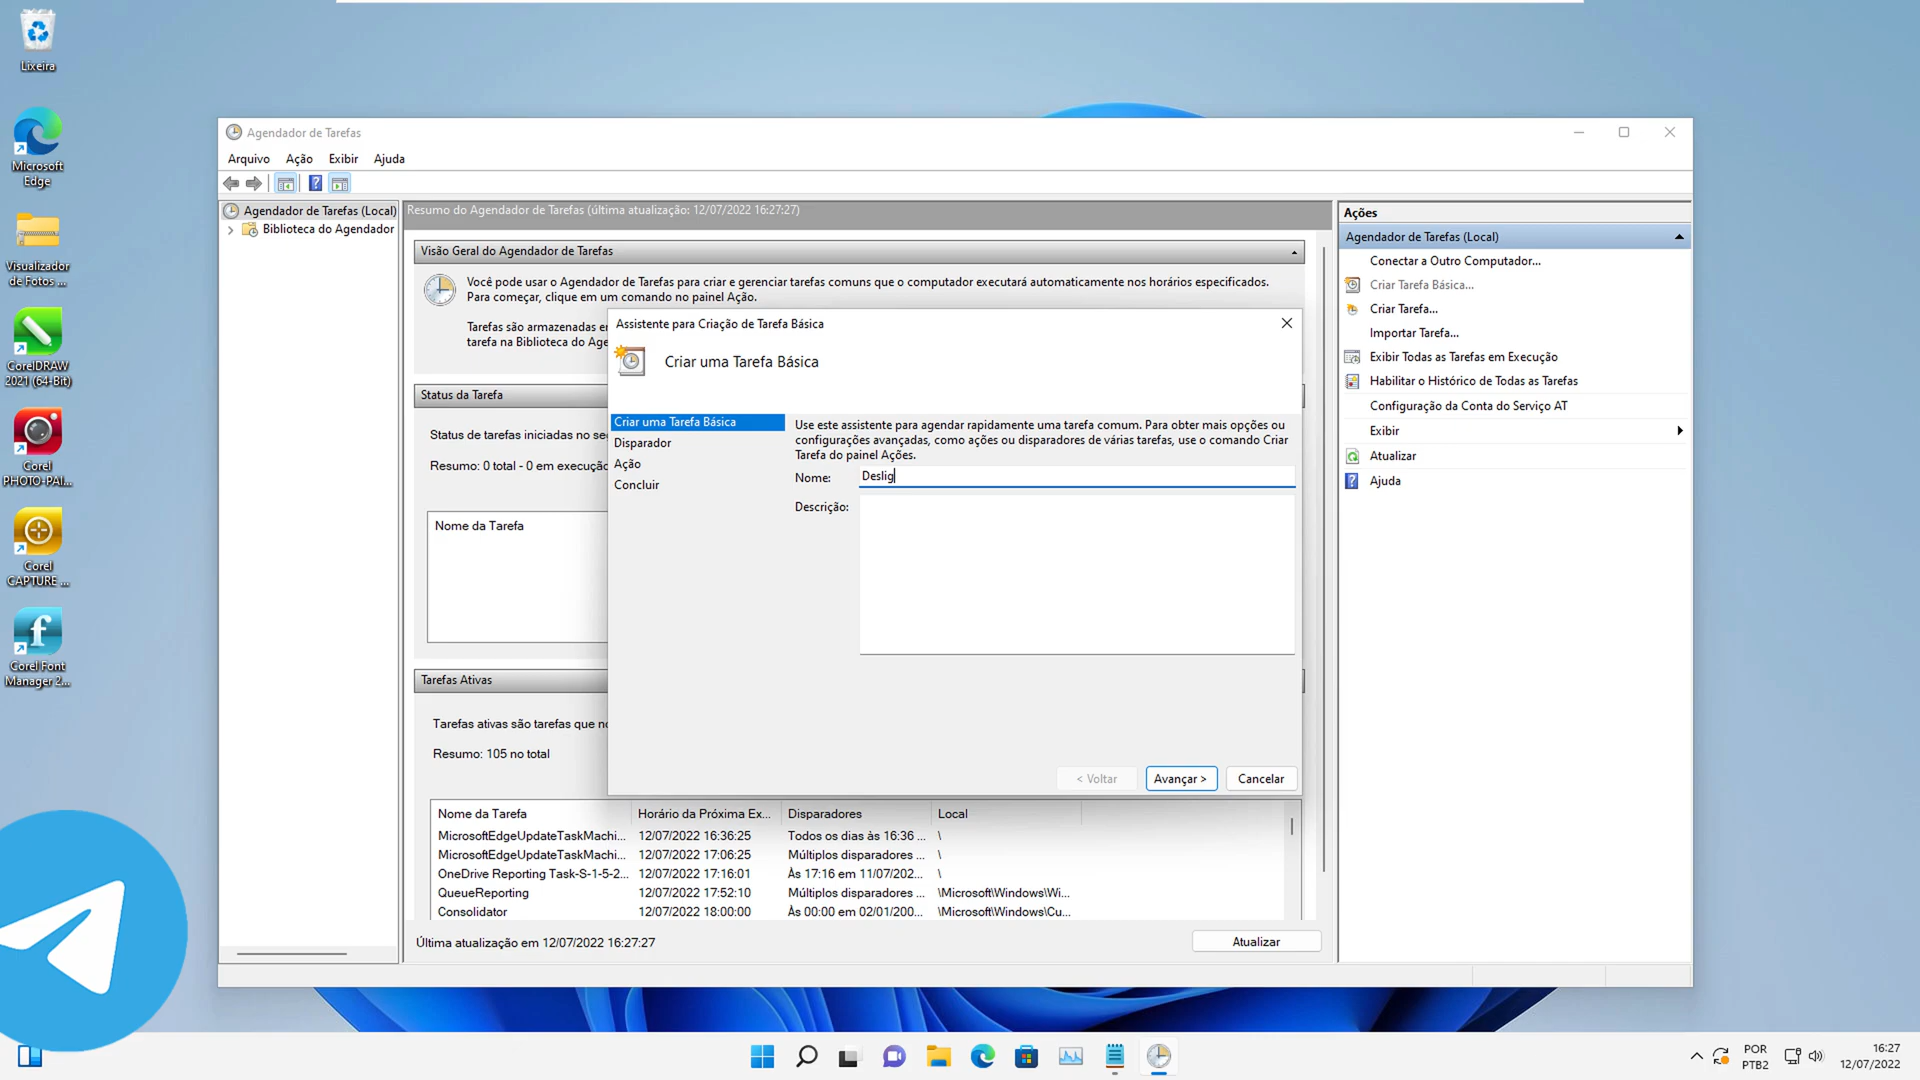 Lixeira
Microsoft
Edge
Visualizador
de Fotos ...
CorelDRAW
2021 (64-Bit)
Corel
PHOTO-PAI...
Corel
CAPTURE ...
Corel Font
Manager 2...
Agendador de Tarefas
Arquivo Ação Exibir Ajuda
Agendador de Tarefas (Local)
Biblioteca do Agendador
Resumo do Agendador de Tarefas (última atualização: 12/07/2022 16:27:27)
Visão Geral do Agendador de Tarefas
Você pode usar o Agendador de Tarefas para criar e gerenciar tarefas comuns que o computador executará automaticamente nos horários especificados.
Para começar, clique em um comando no painel Ação.
Tarefas são armazenadas
tarefa na Biblioteca do
Status da Tarefa
Status de tarefas iniciadas no
Resumo: 0 total - 0 em
Nome da Tarefa
Tarefas Ativas
Tarefas ativas são tarefas que
Resumo: 105 no total
Nome da Tarefa Horário da Próxima Ex... Disparadores Local
MicrosoftEdgeUpdateTaskMachi... 12/07/2022 16:36:25 Todos os dias às 16:36 ... \
MicrosoftEdgeUpdateTaskMachi... 12/07/2022 17:06:25 Múltiplos disparadores ... \
OneDrive Reporting Task-S-1-5-2... 12/07/2022 17:16:01 Às 17:16 em 11/07/202... \
QueueReporting 12/07/2022 17:52:10 Múltiplos disparadores ... \Microsoft\Windows\Wi...
Consolidator 12/07/2022 18:00:00 Às 00:00 em 02/01/200... \Microsoft\Windows\Cu...
Última atualização em 12/07/2022 16:27:27
Atualizar
Assistente para Criação de Tarefa Básica
Criar uma Tarefa Básica
Criar uma Tarefa Básica
Disparador
Ação
Concluir
Use este assistente para agendar rapidamente uma tarefa comum. Para obter mais opções ou
configurações avançadas, como ações ou disparadores de várias tarefas, use o comando Criar
Tarefa do painel Ações.
Nome: Deslig
Descrição:
< Voltar Avançar > Cancelar
Ações
Agendador de Tarefas (Local)
Conectar a Outro Computador...
Criar Tarefa Básica...
Criar Tarefa...
Importar Tarefa...
Exibir Todas as Tarefas em Execução
Habilitar o Histórico de Todas as Tarefas
Configuração da Conta do Serviço AT
Exibir
Atualizar
Ajuda
POR
PTB2
16:27
12/07/2022